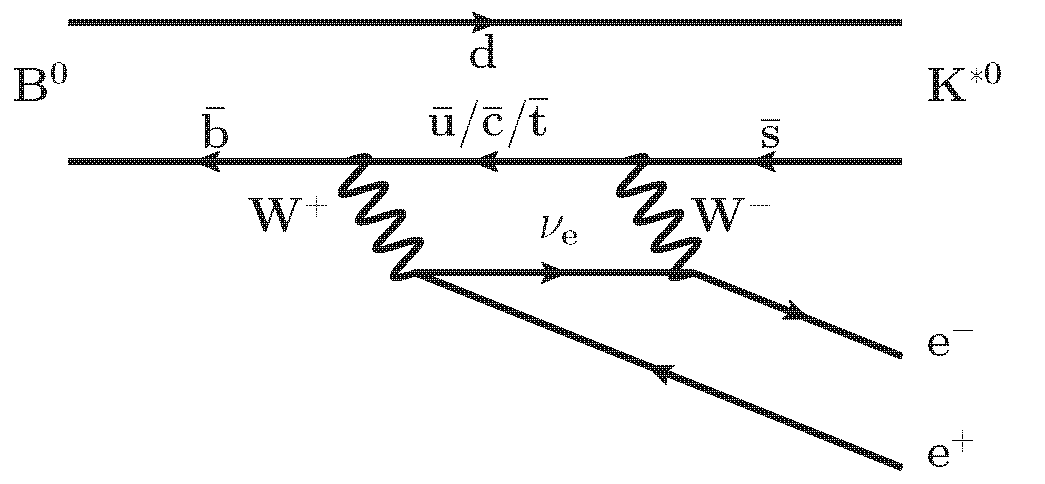 d
B⁰ K*⁰
b̄ ū/c̄/t̄ s̄
W⁺ W⁻
νₑ
e⁻
e⁺